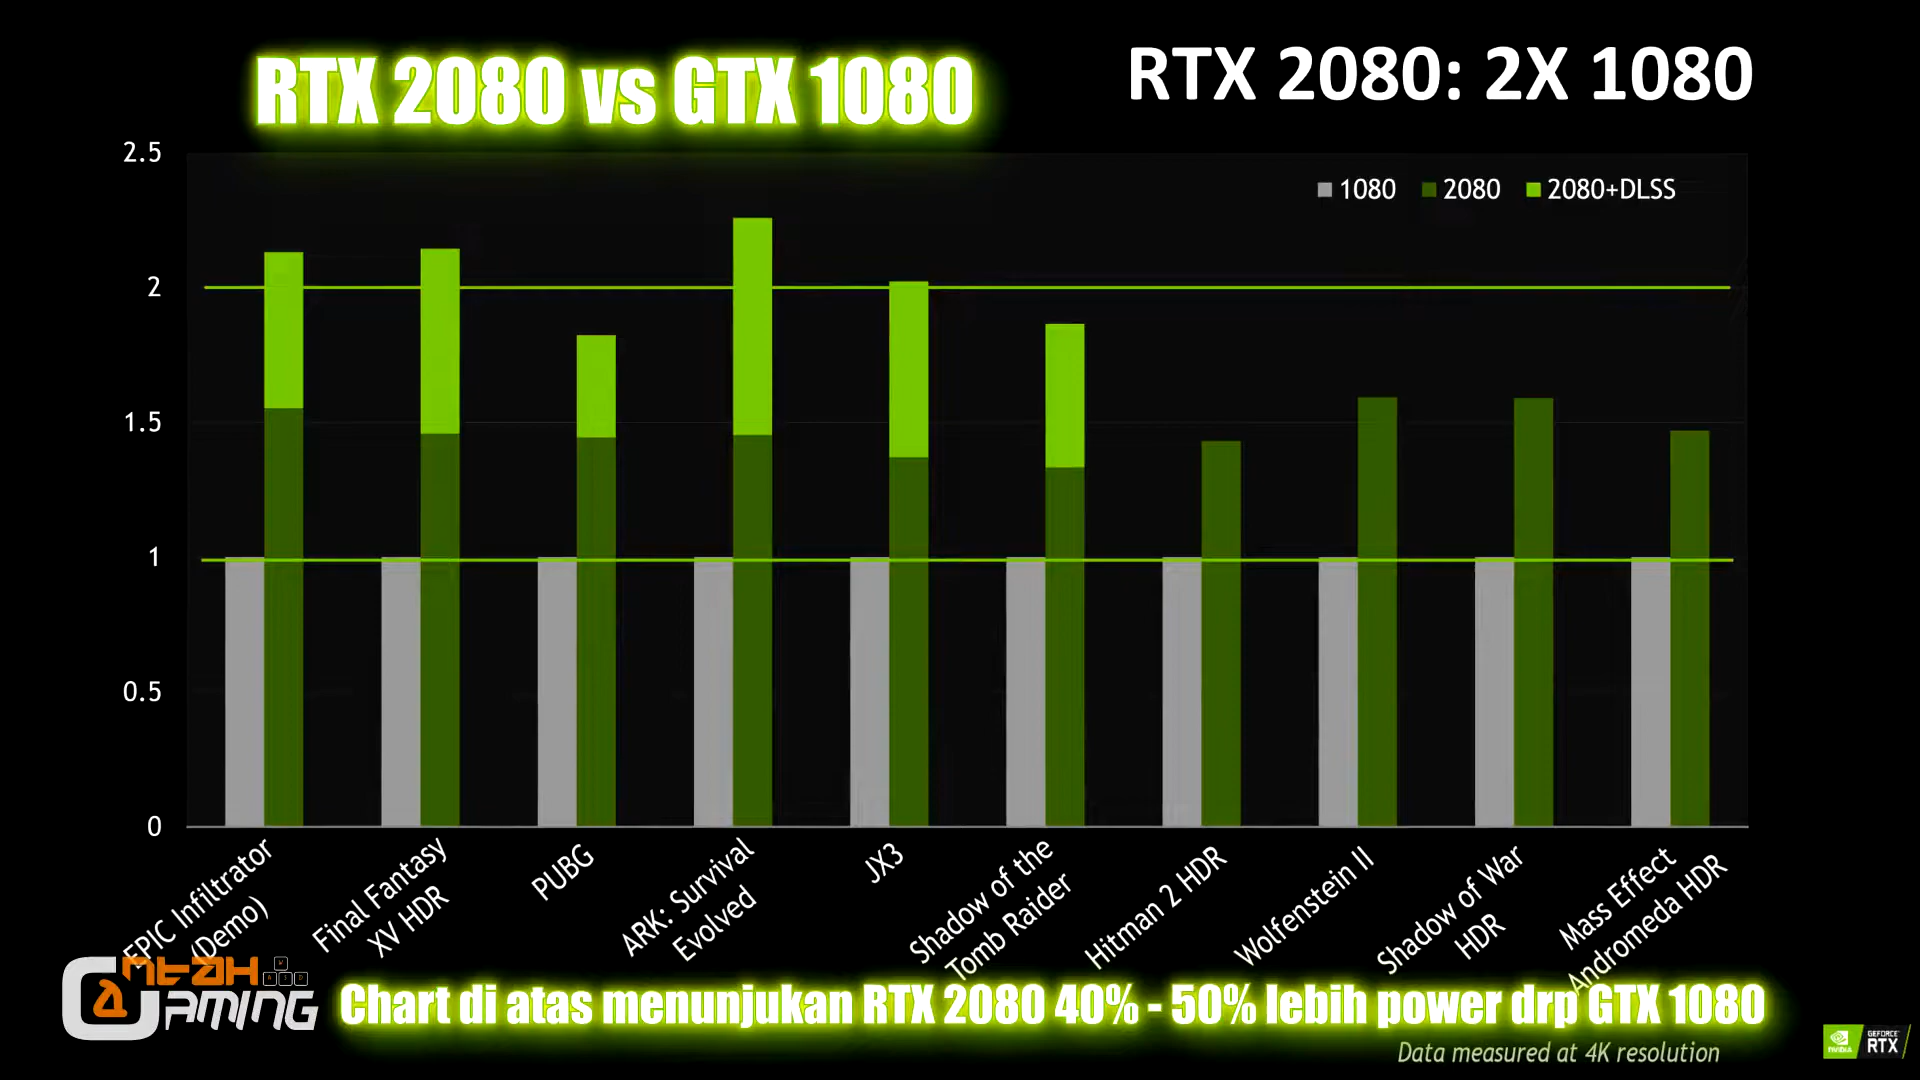 RTX 2080 vs GTX 1080
RTX 2080: 2X 1080
2.5
1080 2080 2080+DLSS
2
1.5
1
0.5
0
EPIC Infiltrator
(Demo)
Final Fantasy
XV HDR
PUBG
ARK: Survival
Evolved
JX3
Shadow of the
Tomb Raider
Hitman 2 HDR
Wolfenstein II
Shadow of War
HDR
Mass Effect
Andromeda HDR
Gaming
Chart di atas menunjukan RTX 2080 40% - 50% lebih power drp GTX 1080
Data measured at 4K resolution
NVIDIA
GEFORCE
RTX